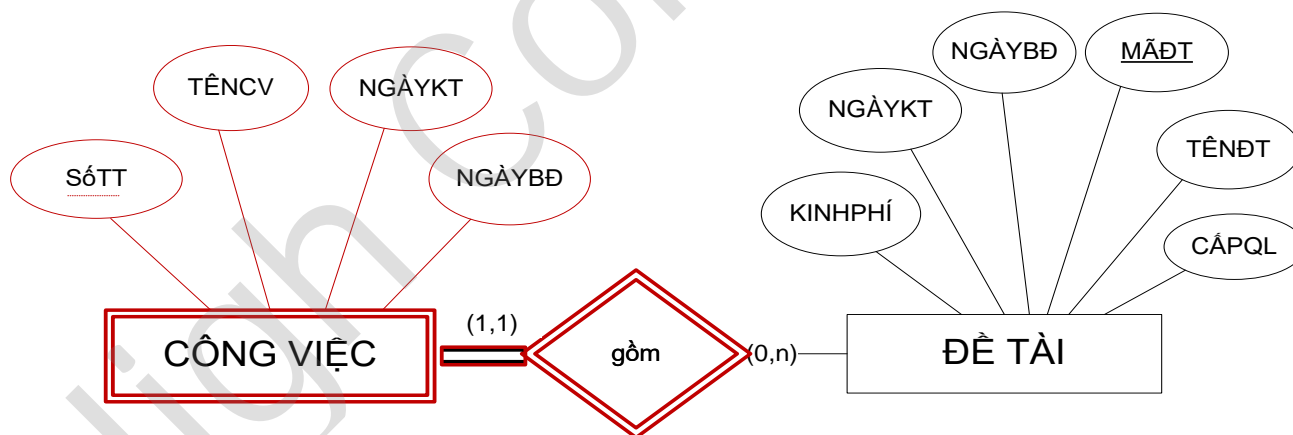 NGÀYBĐ
MÃĐT
TÊNCV
NGÀYKT
NGÀYKT
TÊNĐT
SốTT
NGÀYBĐ
KINHPHÍ
CẤPQL
(1,1)
CÔNG VIỆC
gồm
(0,n)
ĐỀ TÀI